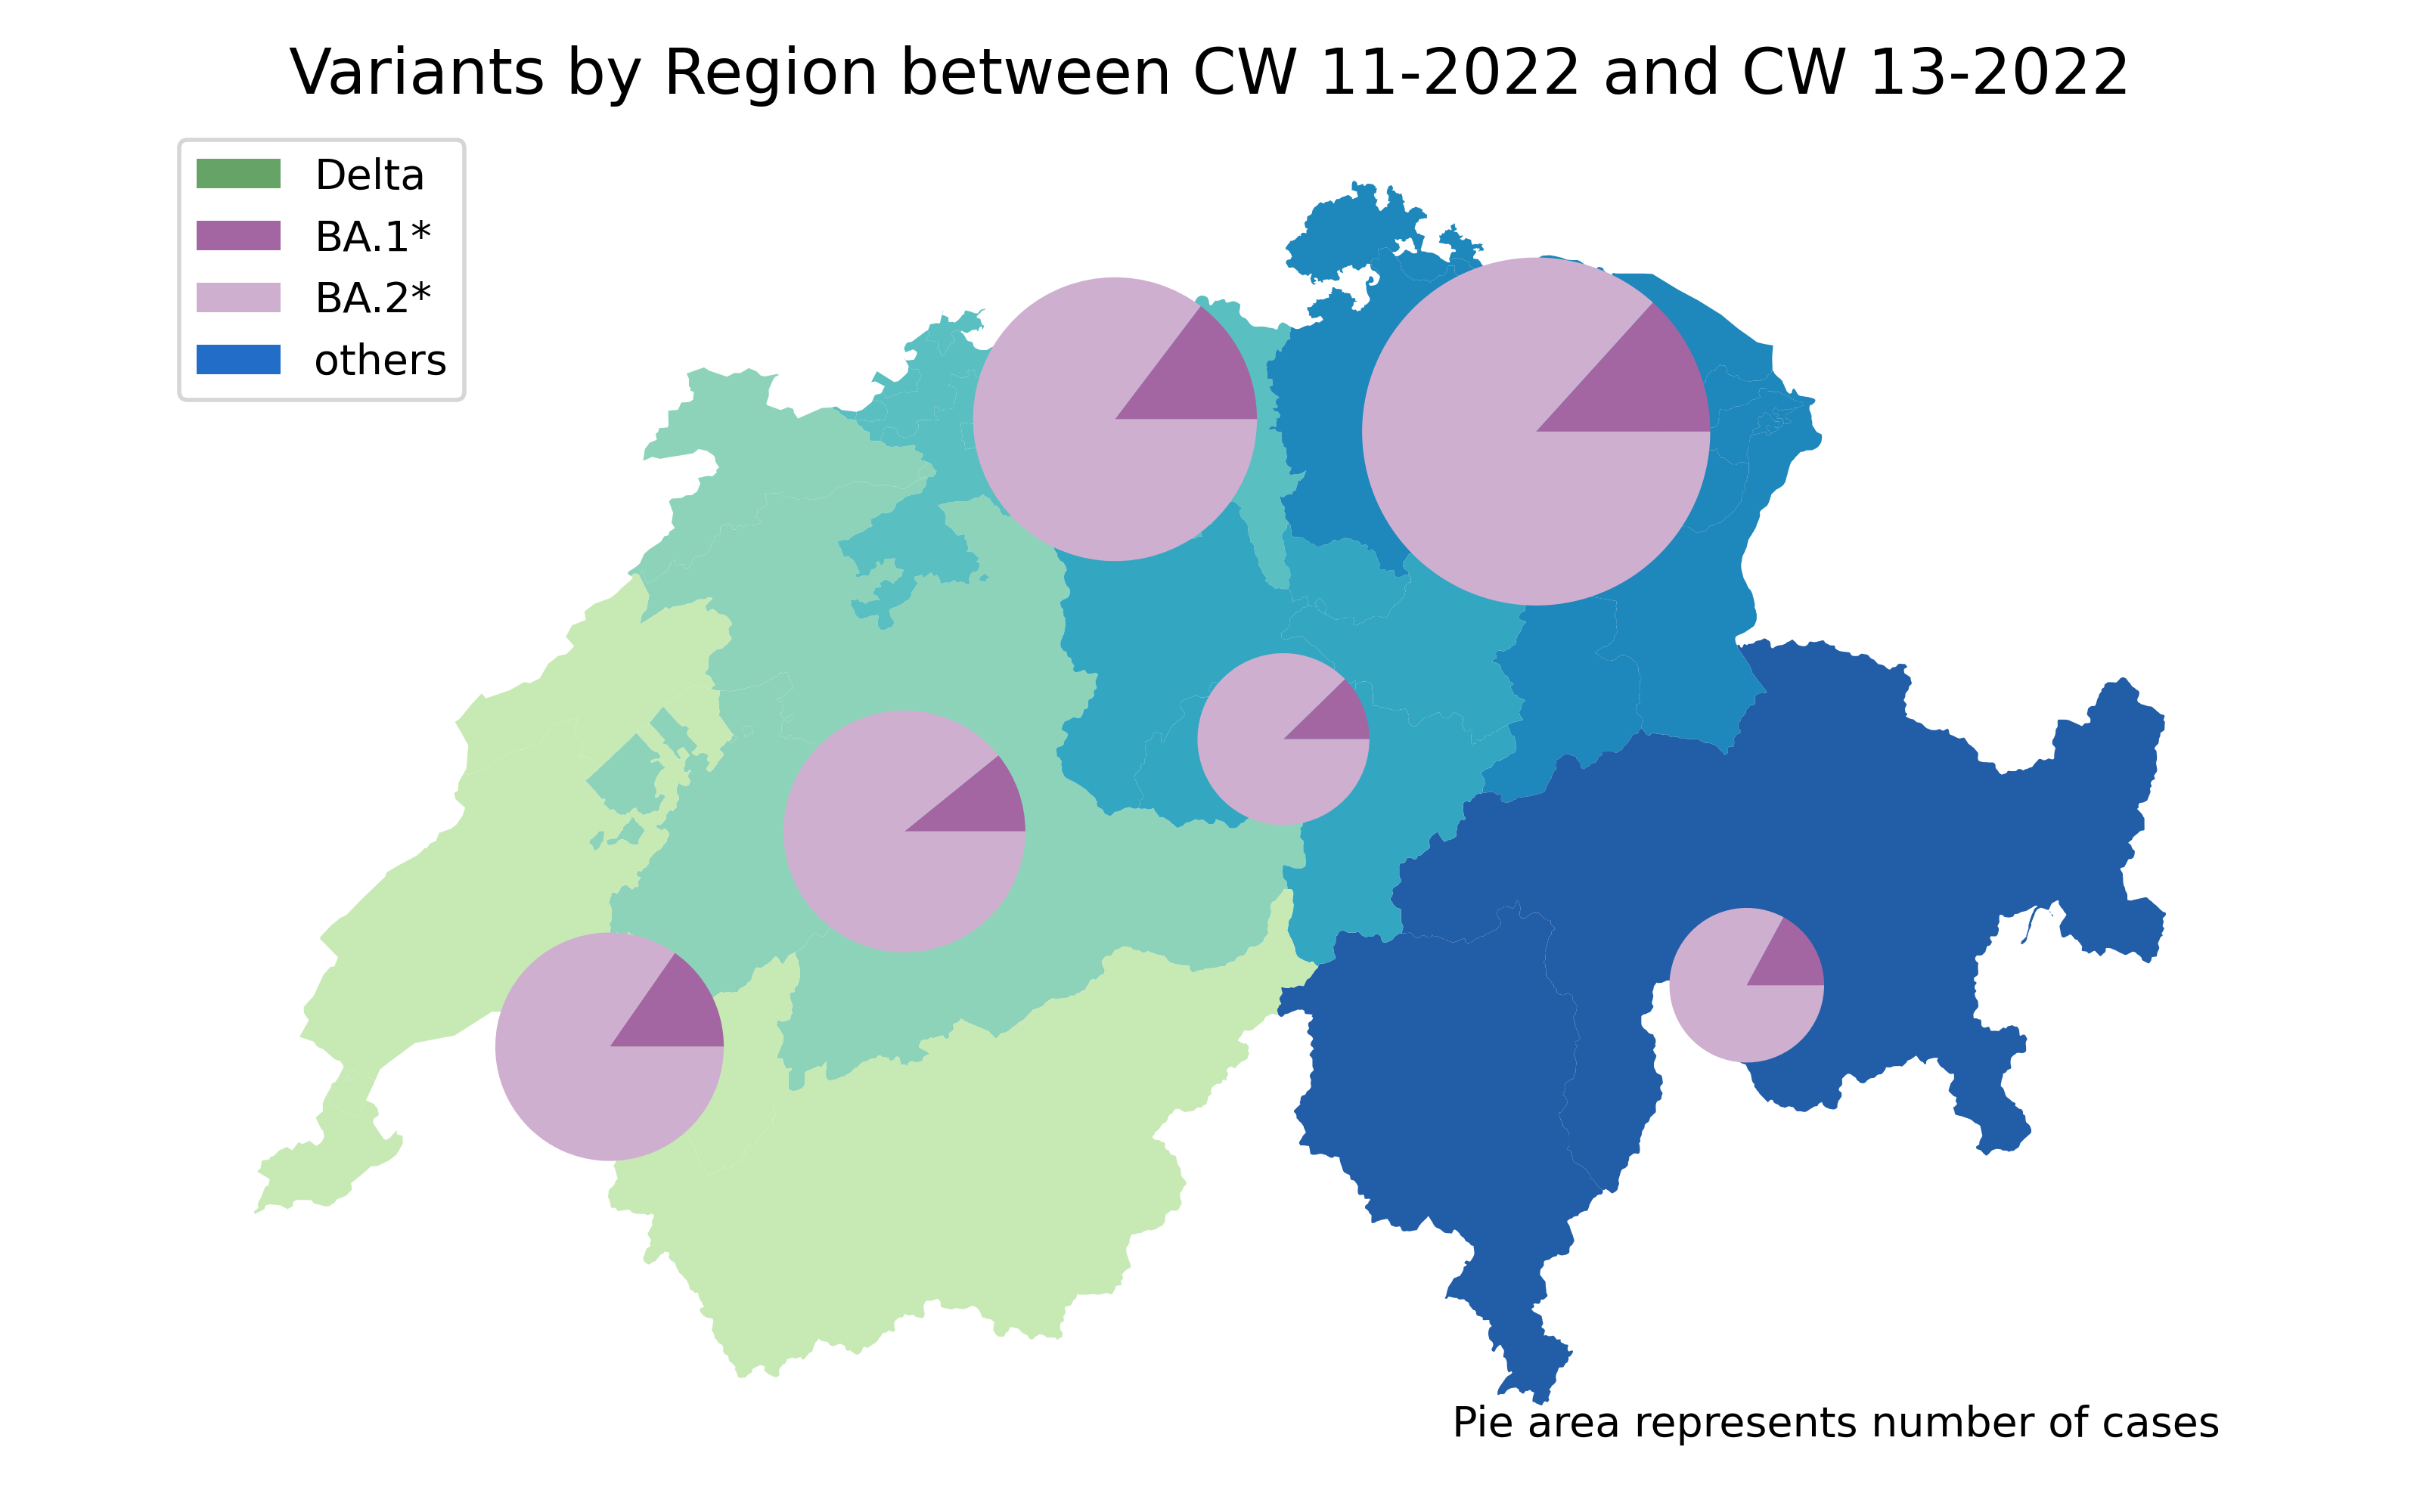 Variants by Region between CW 11-2022 and CW 13-2022
Delta
BA.1*
BA.2*
others
Pie area represents number of cases